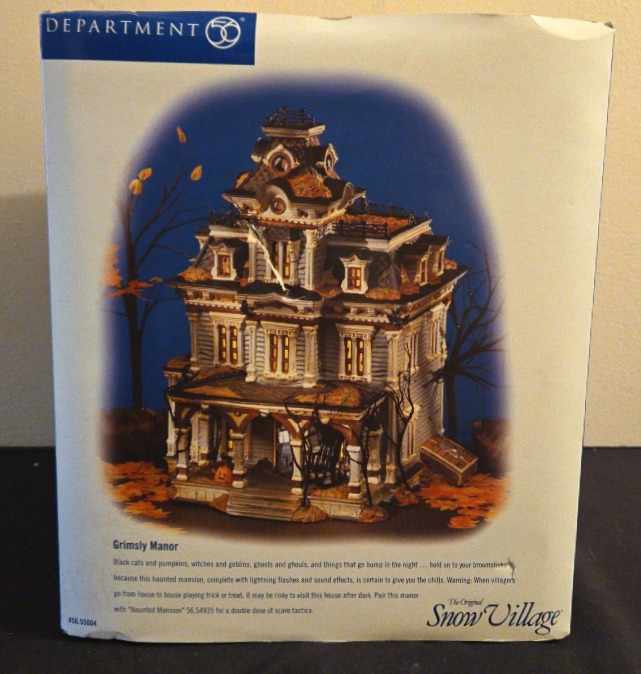 DEPARTMENT 56®
Grimsly Manor
Black cats and pumpkins, witches and goblins, ghosts and ghouls, and things that go bump in the night ... hold on to your broomsticks
because this haunted mansion, complete with lightning flashes and sound effects, is certain to give you the chills. Warning: When villagers
go from house to house playing trick or treat, it may be risky to visit this house after dark. Pair this manor
with "Haunted Mansion" 56.54935 for a double dose of scare tactics.
#56.55004
The Original
Snow Village®